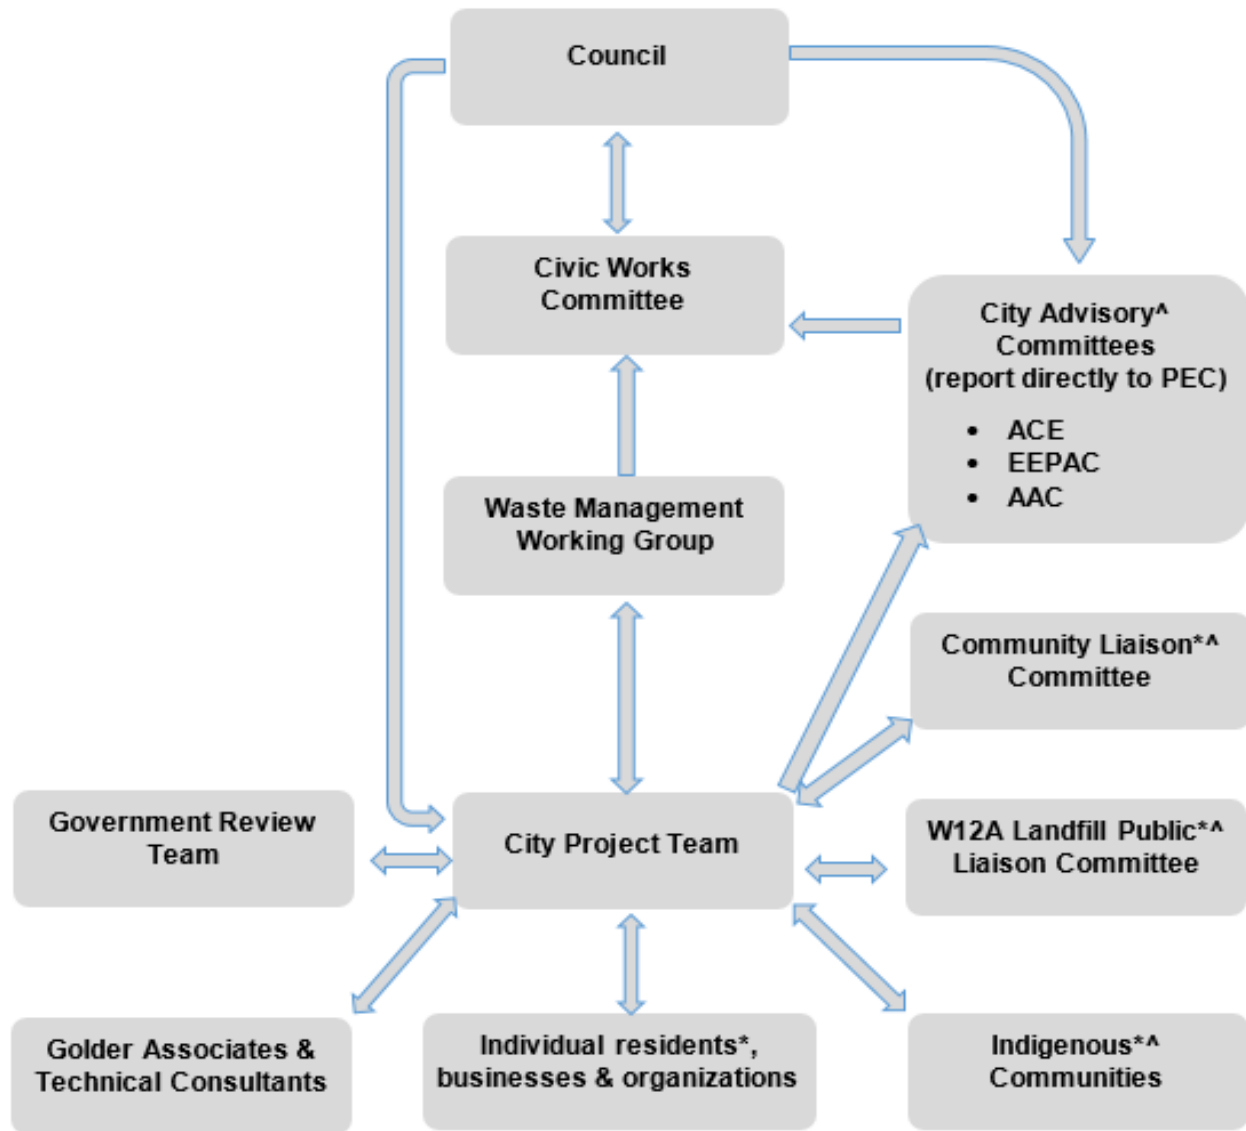 Council
Civic Works
Committee
City Advisory^
Committees
(report directly to PEC)
• ACE
• EEPAC
• AAC
Waste Management
Working Group
Community Liaison*^
Committee
Government Review
Team
City Project Team
W12A Landfill Public*^
Liaison Committee
Golder Associates &
Technical Consultants
Individual residents*,
businesses & organizations
Indigenous*^
Communities